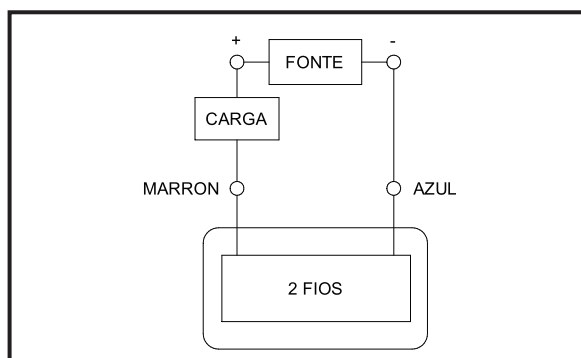 + -
FONTE
CARGA
MARRON AZUL
2 FIOS